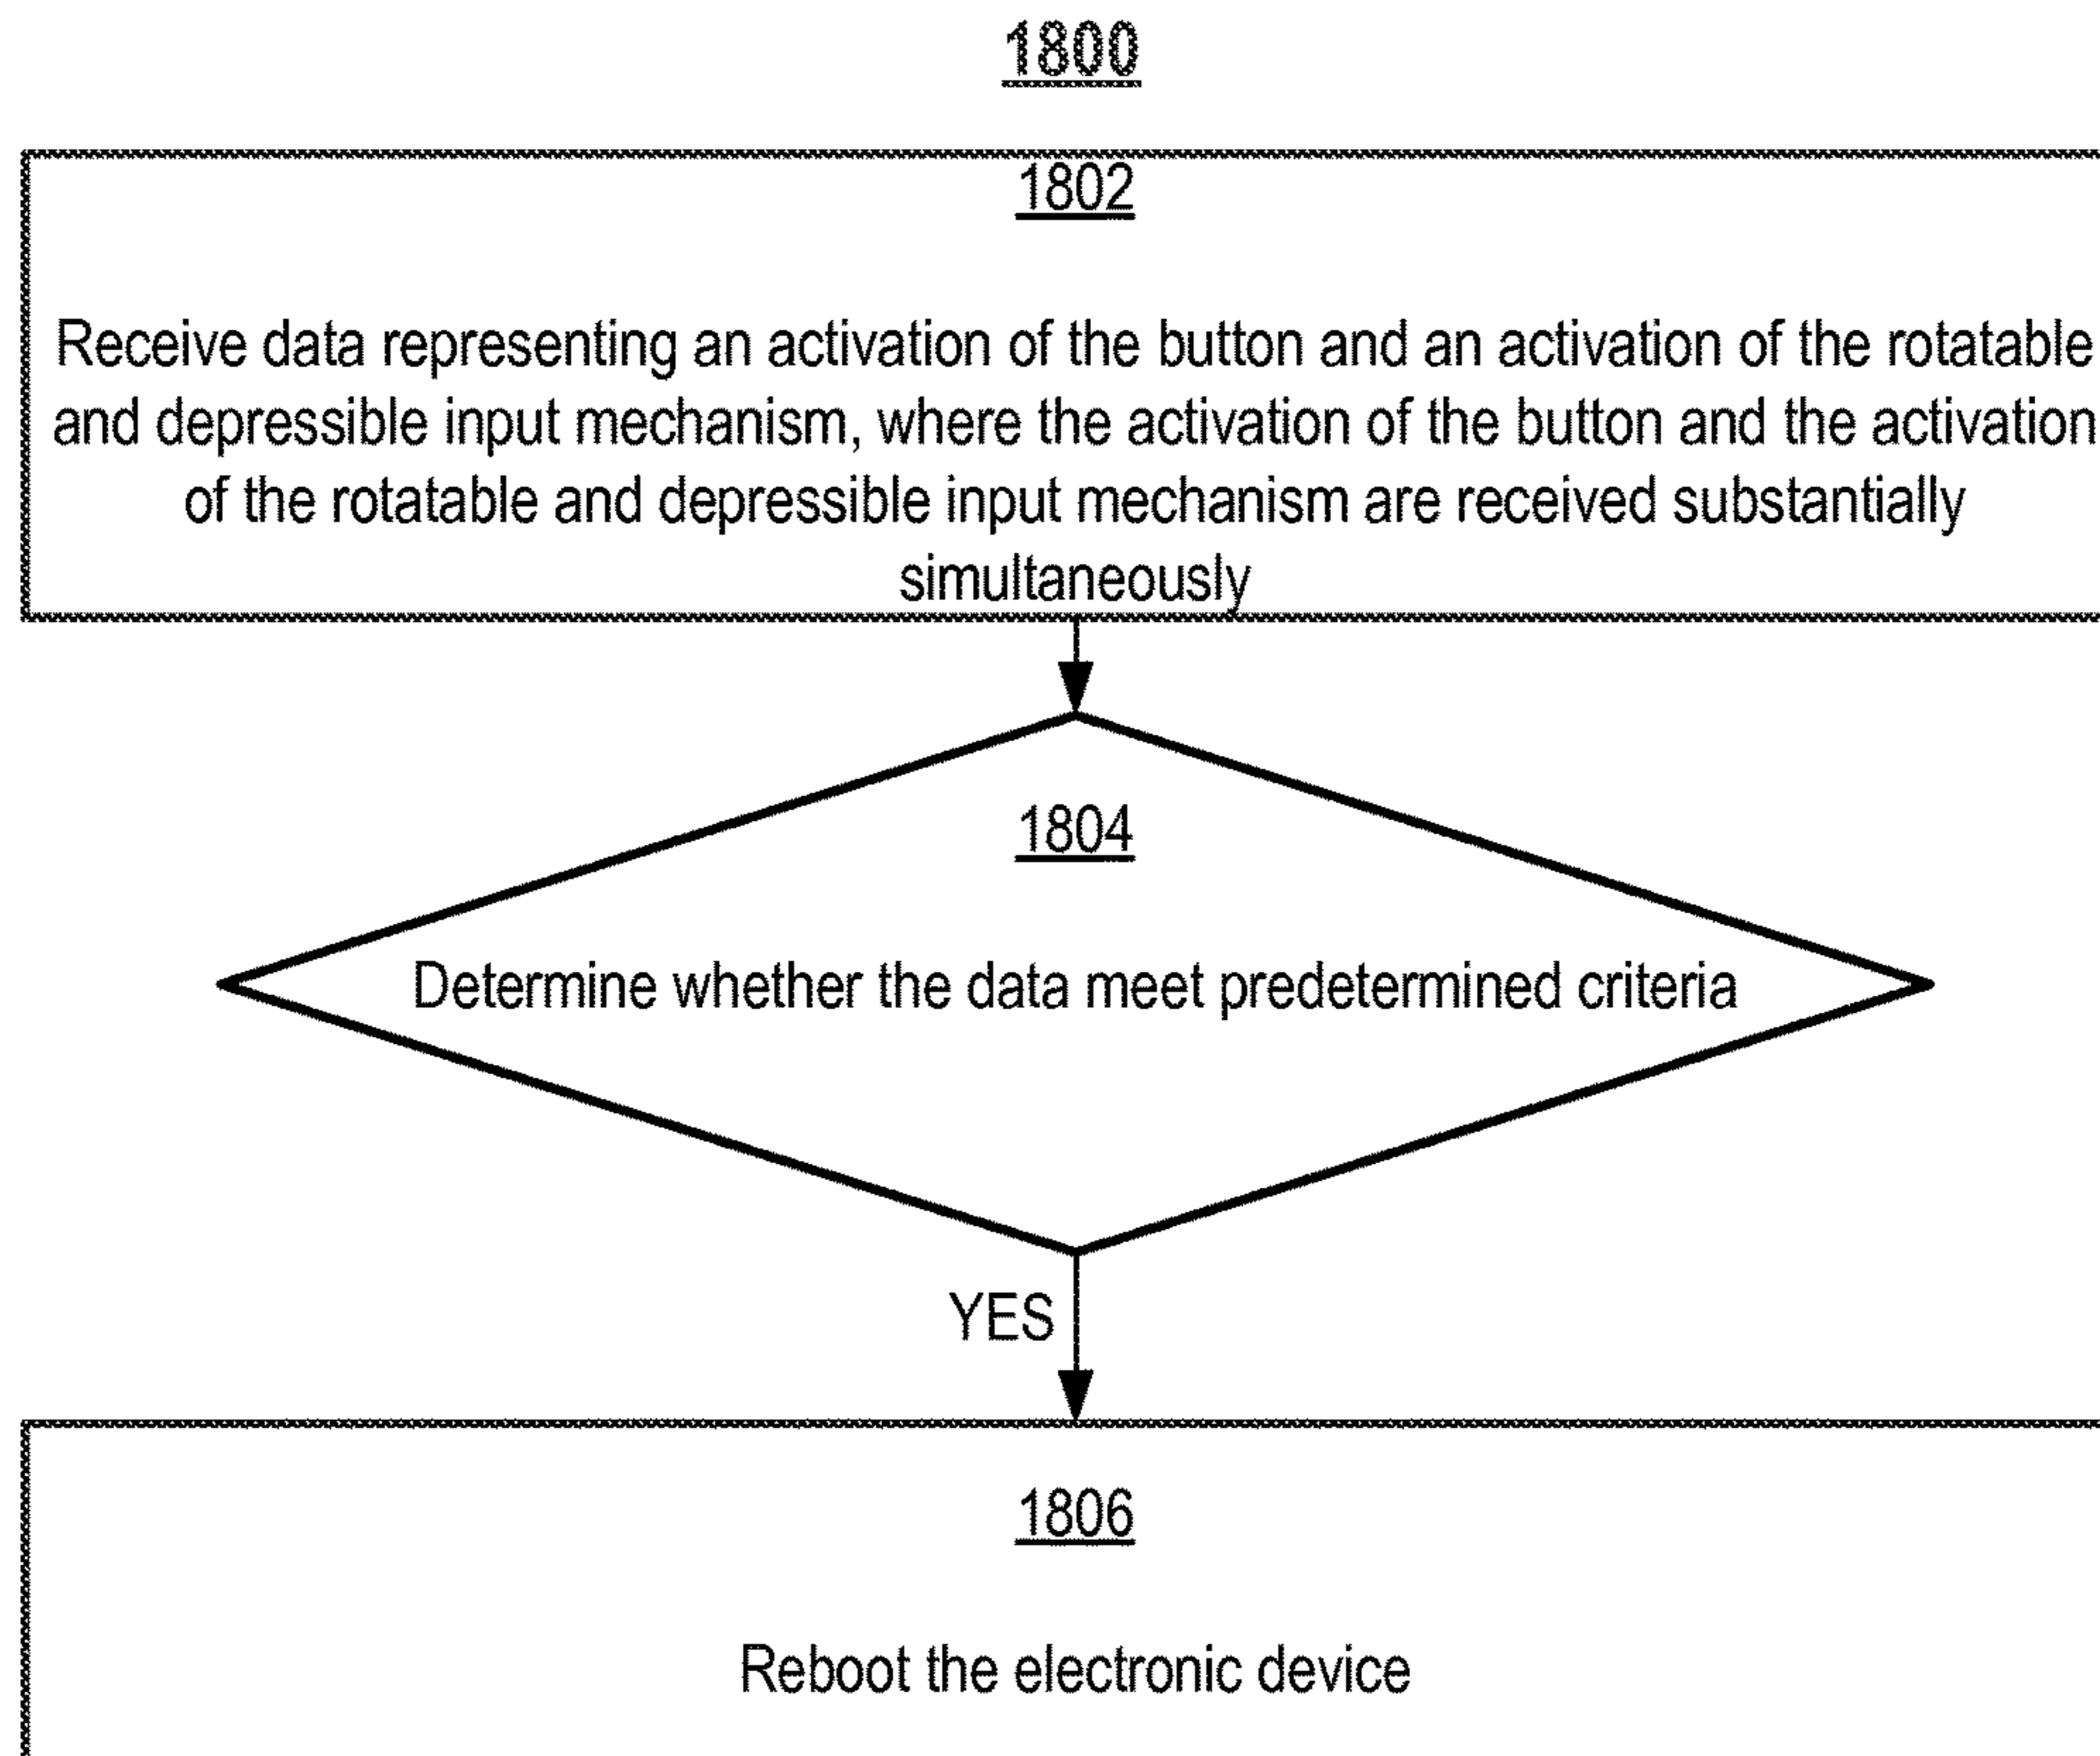 1800
1802
Receive data representing an activation of the button and an activation of the rotatable
and depressible input mechanism, where the activation of the button and the activation
of the rotatable and depressible input mechanism are received substantially
simultaneously
1804
Determine whether the data meet predetermined criteria
YES
1806
Reboot the electronic device